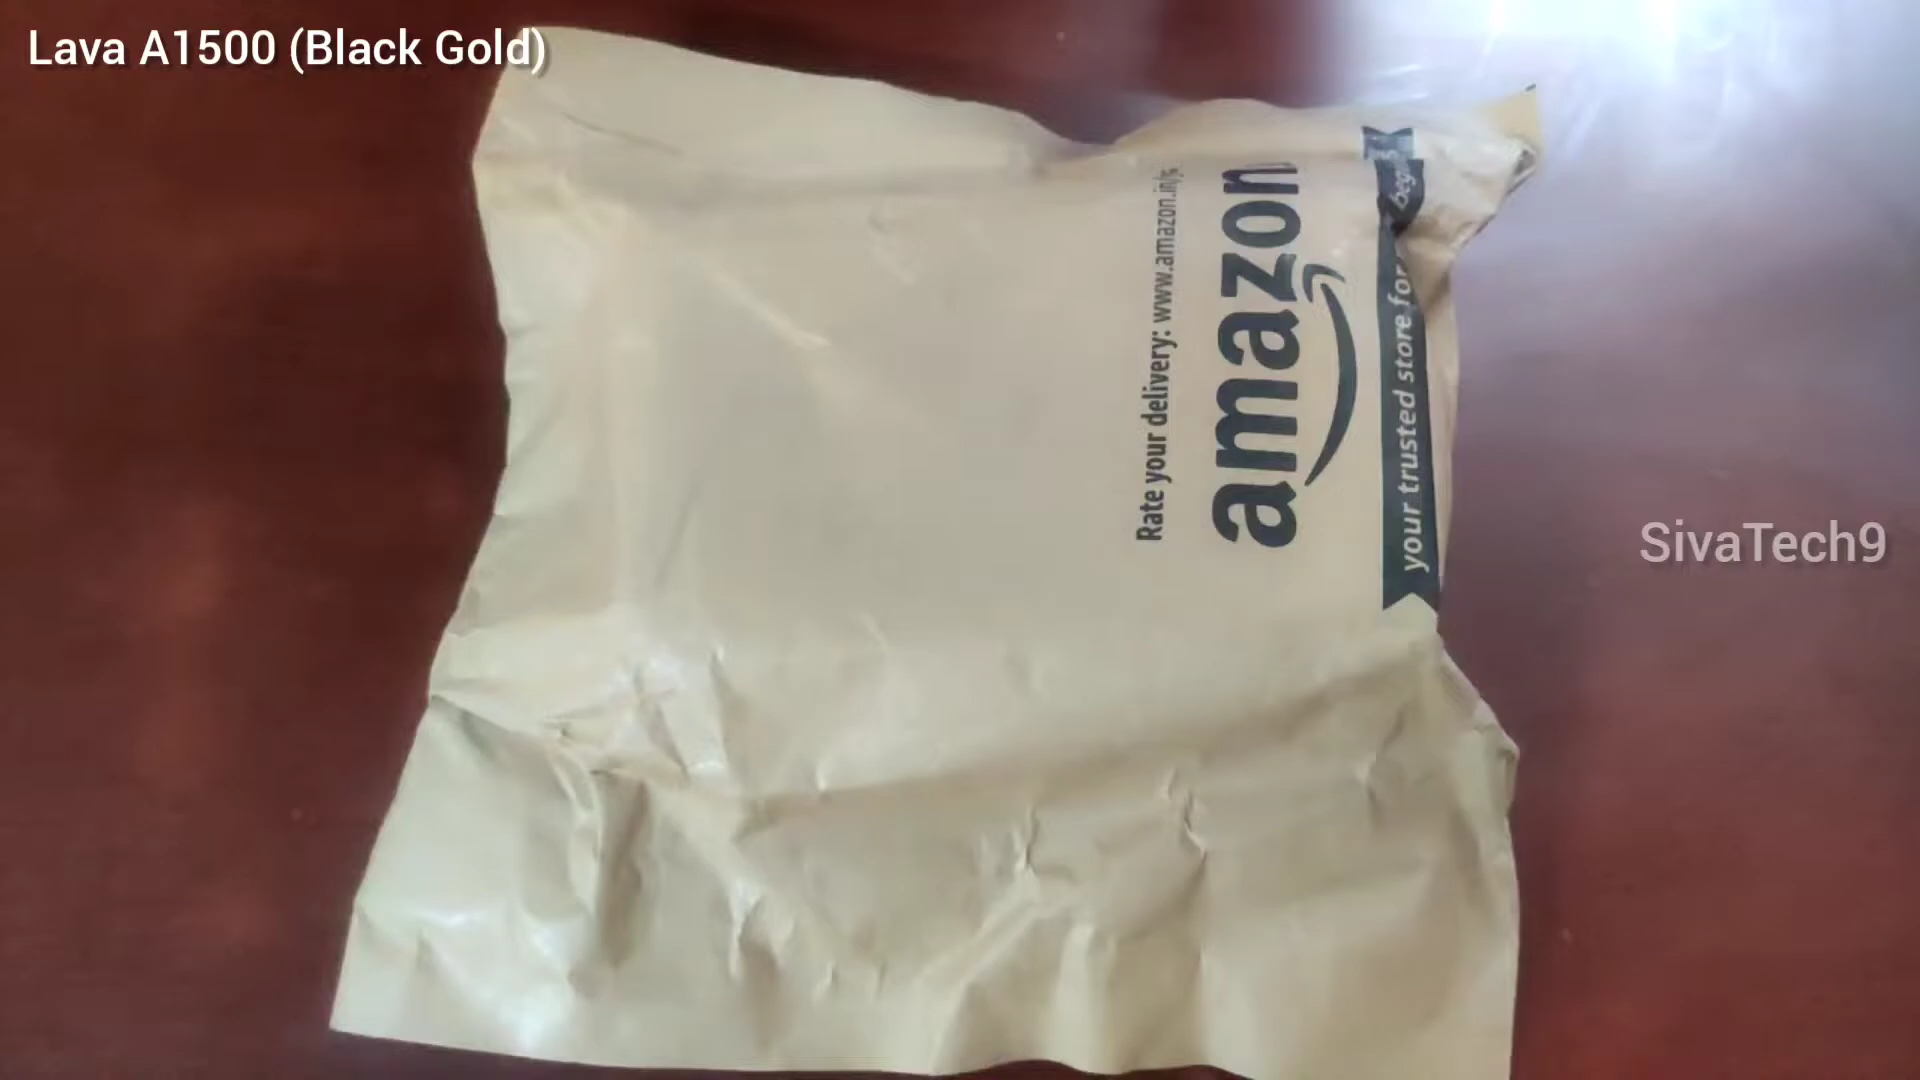 Lava A1500 (Black Gold)
Rate your delivery: www.amazon.in/
amazon
your trusted store for
SivaTech9